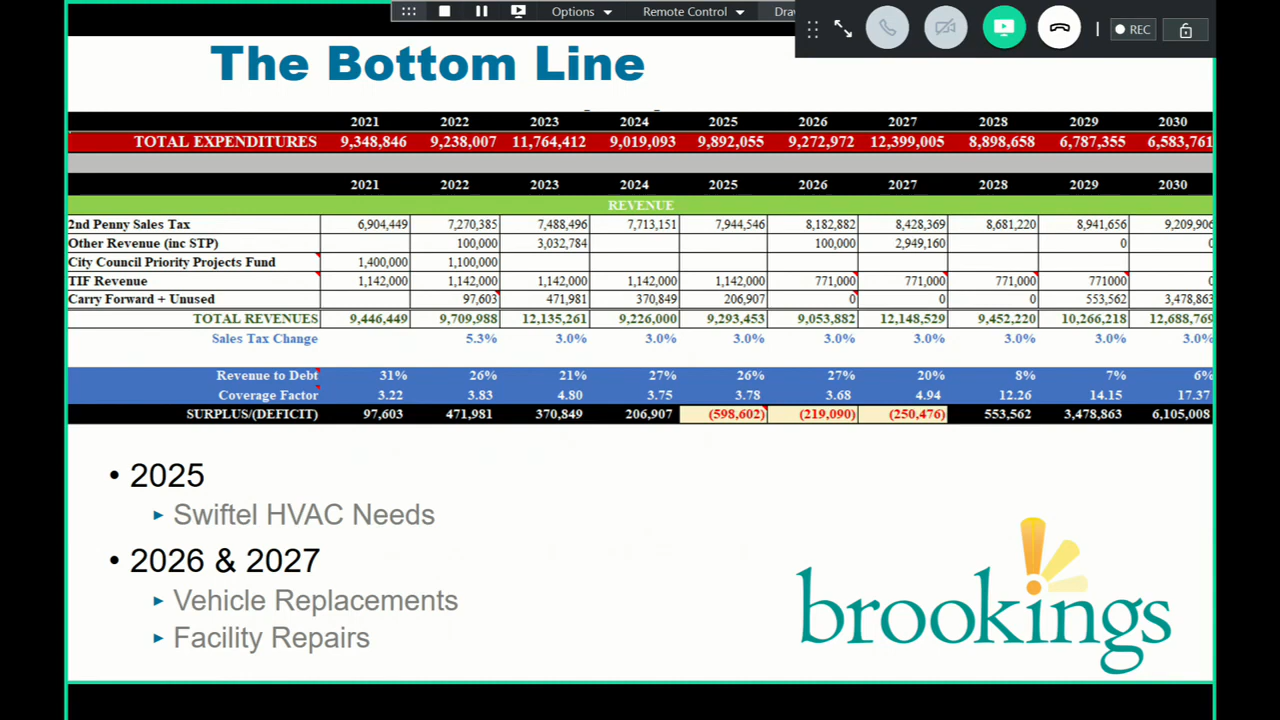 Options Remote Control
REC
The Bottom Line
2021 2022 2023 2024 2025 2026 2027 2028 2029 2030
TOTAL EXPENDITURES 9,348,846 9,238,007 11,764,412 9,019,093 9,892,055 9,272,972 12,399,005 8,898,658 6,787,355 6,583,761
2021 2022 2023 2024 2025 2026 2027 2028 2029 2030
REVENUE
2nd Penny Sales Tax 6,904,449 7,270,385 7,488,496 7,713,151 7,944,546 8,182,882 8,428,369 8,681,220 8,941,656 9,209,906
Other Revenue (inc STP) 100,000 3,032,784 100,000 2,949,160 0 0
City Council Priority Projects Fund 1,400,000 1,100,000
TIF Revenue 1,142,000 1,142,000 1,142,000 1,142,000 1,142,000 771,000 771,000 771,000 771000 0
Carry Forward + Unused 97,603 471,981 370,849 206,907 0 0 0 553,562 3,478,863
TOTAL REVENUES 9,446,449 9,709,988 12,135,261 9,226,000 9,293,453 9,053,882 12,148,529 9,452,220 10,266,218 12,688,769
Sales Tax Change 5.3% 3.0% 3.0% 3.0% 3.0% 3.0% 3.0% 3.0% 3.0%
Revenue to Debt 31% 26% 21% 27% 26% 27% 20% 8% 7% 6%
Coverage Factor 3.22 3.83 4.80 3.75 3.78 3.68 4.94 12.26 14.15 17.37
SURPLUS/(DEFICIT) 97,603 471,981 370,849 206,907 (598,602) (219,090) (250,476) 553,562 3,478,863 6,105,008
• 2025
Swiftel HVAC Needs
• 2026 & 2027
Vehicle Replacements
Facility Repairs
brookings